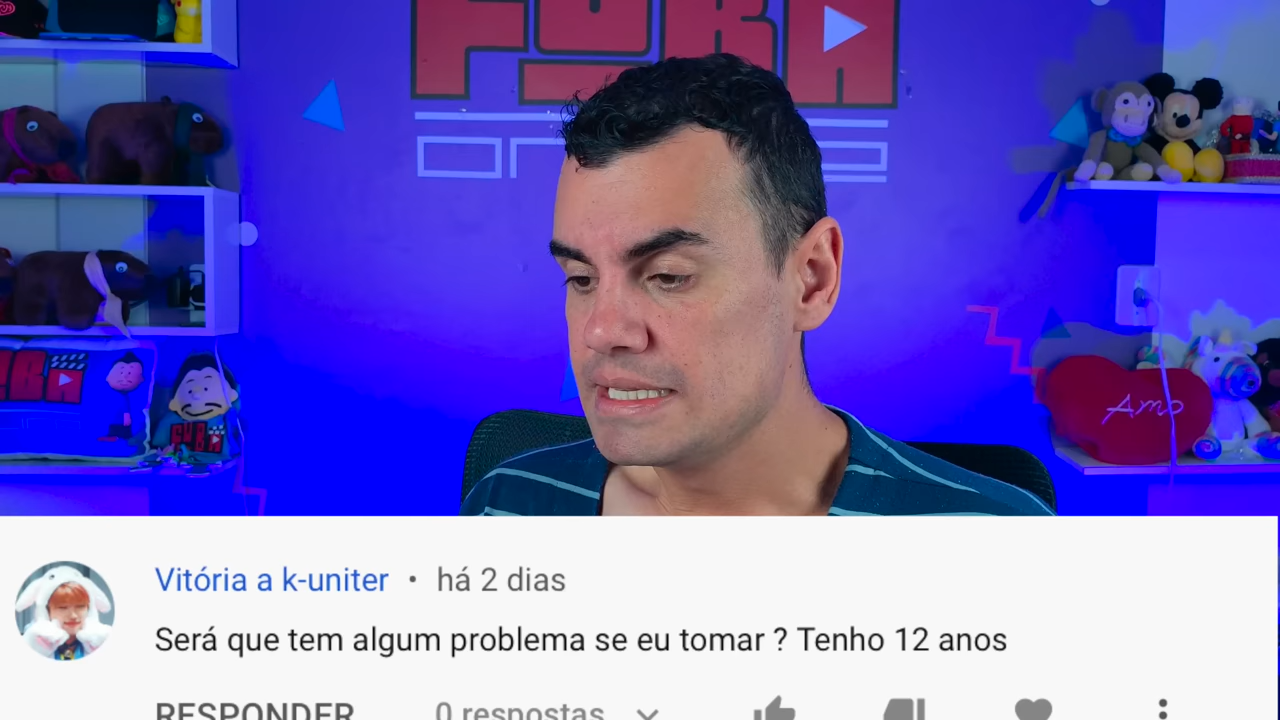 FURA
Amo
Vitória a k-uniter • há 2 dias
Será que tem algum problema se eu tomar ? Tenho 12 anos
RESPONDER 0 respostas